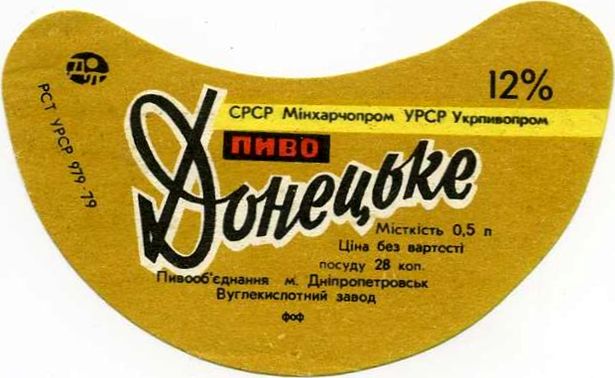 12%
СРСР Мінхарчопром УРСР Укрпивопром
ПИВО
Донецьке
РСТ УРСР 979-79
Місткість 0,5 л
Ціна без вартості
посуду 28 коп.
Пивооб'єднання м. Дніпропетровськ
Вуглекислотний завод
фоф